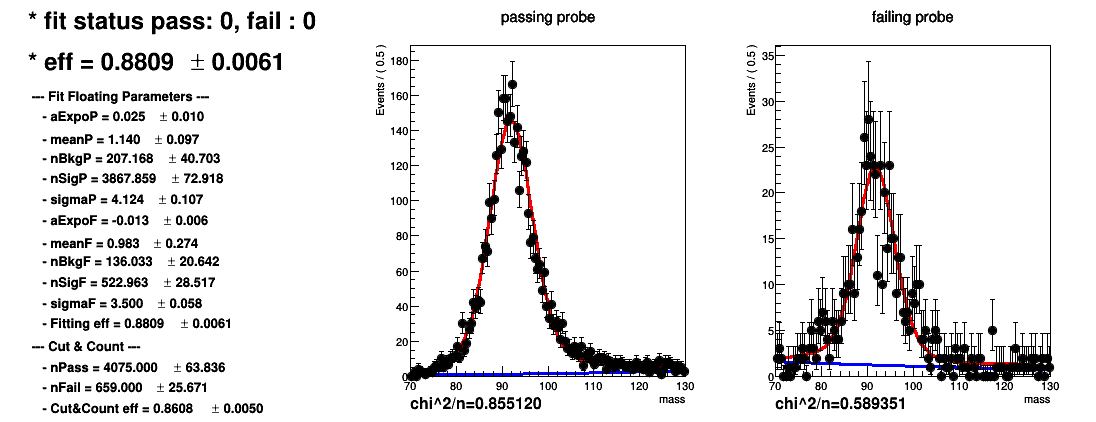 * fit status pass: 0, fail : 0
* eff = 0.8809 ± 0.0061
--- Fit Floating Parameters ---
- aExpoP = 0.025 ± 0.010
- meanP = 1.140 ± 0.097
- nBkgP = 207.168 ± 40.703
- nSigP = 3867.859 ± 72.918
- sigmaP = 4.124 ± 0.107
- aExpoF = -0.013 ± 0.006
- meanF = 0.983 ± 0.274
- nBkgF = 136.033 ± 20.642
- nSigF = 522.963 ± 28.517
- sigmaF = 3.500 ± 0.058
- Fitting eff = 0.8809 ± 0.0061
--- Cut & Count ---
- nPass = 4075.000 ± 63.836
- nFail = 659.000 ± 25.671
- Cut&Count eff = 0.8608 ± 0.0050
passing probe
Events / ( 0.5 )
180
160
140
120
100
80
60
40
20
0
70 80 90 100 110 120 130
mass
chi^2/n=0.855120
failing probe
Events / ( 0.5 )
35
30
25
20
15
10
5
0
70 80 90 100 110 120 130
mass
chi^2/n=0.589351